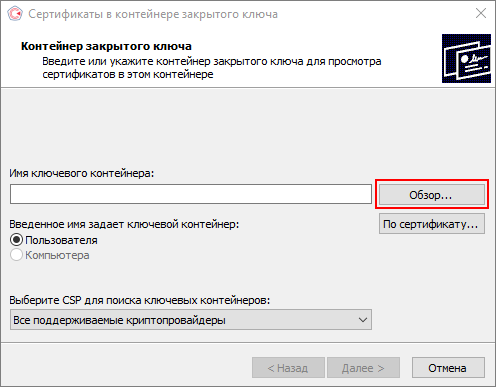 Сертификаты в контейнере закрытого ключа
Контейнер закрытого ключа
Введите или укажите контейнер закрытого ключа для просмотра
сертификатов в этом контейнере
Имя ключевого контейнера:
Обзор...
Введенное имя задает ключевой контейнер:
По сертификату...
Пользователя
Компьютера
Выберите CSP для поиска ключевых контейнеров:
Все поддерживаемые криптопровайдеры
< Назад
Далее >
Отмена